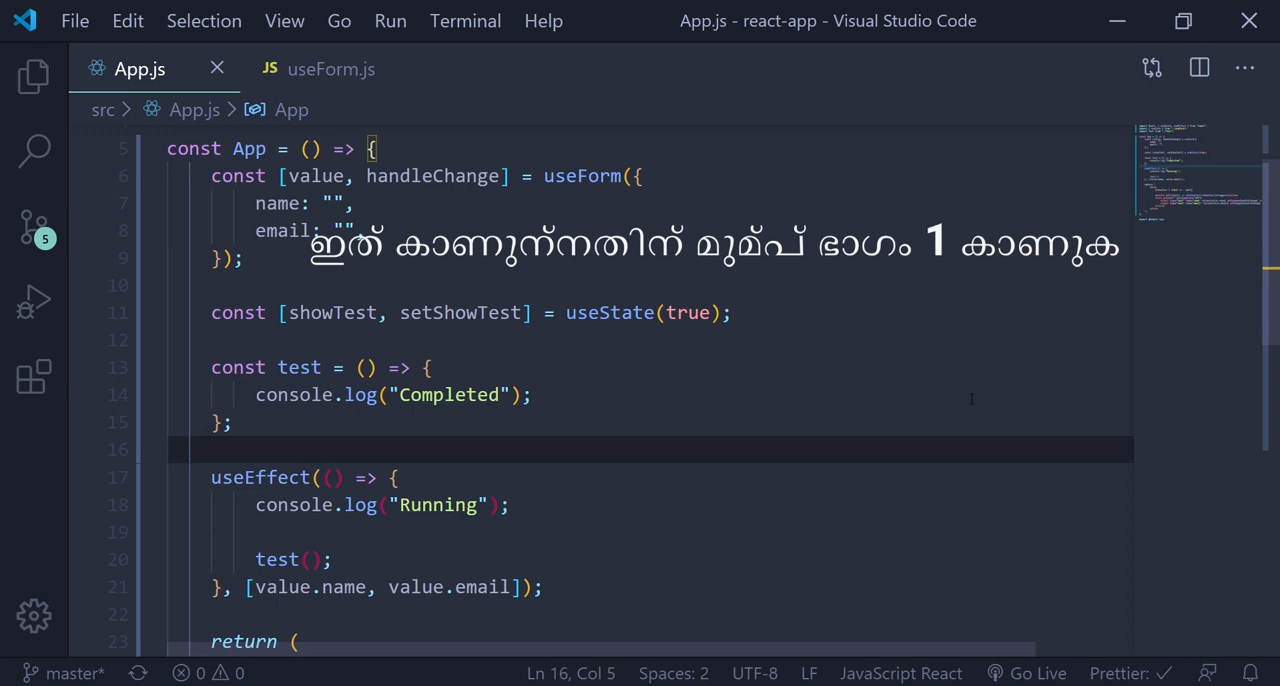 File Edit Selection View Go Run Terminal Help App.js - react-app - Visual Studio Code
App.js JS useForm.js
src > App.js > App
5 const App = () => {
6 const [value, handleChange] = useForm({
7 name: "",
8 email: "",
ഇത് കാണുന്നതിന് മുമ്പ് ഭാഗം 1 കാണുക
9 });
10
11 const [showTest, setShowTest] = useState(true);
12
13 const test = () => {
14 console.log("Completed");
15 };
16
17 useEffect(() => {
18 console.log("Running");
19
20 test();
21 }, [value.name, value.email]);
22
23 return (
5
master* 0 0 Ln 16, Col 5 Spaces: 2 UTF-8 LF JavaScript React Go Live Prettier: ✓